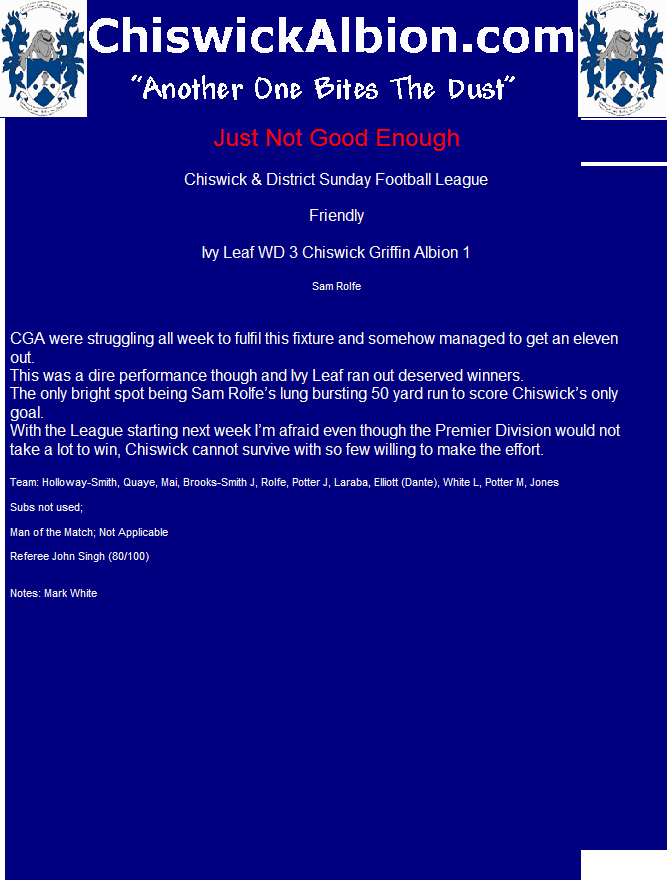 ChiswickAlbion.com
"Another One Bites The Dust"
Just Not Good Enough
Chiswick & District Sunday Football League
Friendly
Ivy Leaf WD 3 Chiswick Griffin Albion 1
Sam Rolfe
CGA were struggling all week to fulfil this fixture and somehow managed to get an eleven
out.
This was a dire performance though and Ivy Leaf ran out deserved winners.
The only bright spot being Sam Rolfe’s lung bursting 50 yard run to score Chiswick’s only
goal.
With the League starting next week I’m afraid even though the Premier Division would not
take a lot to win, Chiswick cannot survive with so few willing to make the effort.
Team: Holloway-Smith, Quaye, Mai, Brooks-Smith J, Rolfe, Potter J, Laraba, Elliott (Dante), White L, Potter M, Jones
Subs not used;
Man of the Match; Not Applicable
Referee John Singh (80/100)
Notes: Mark White